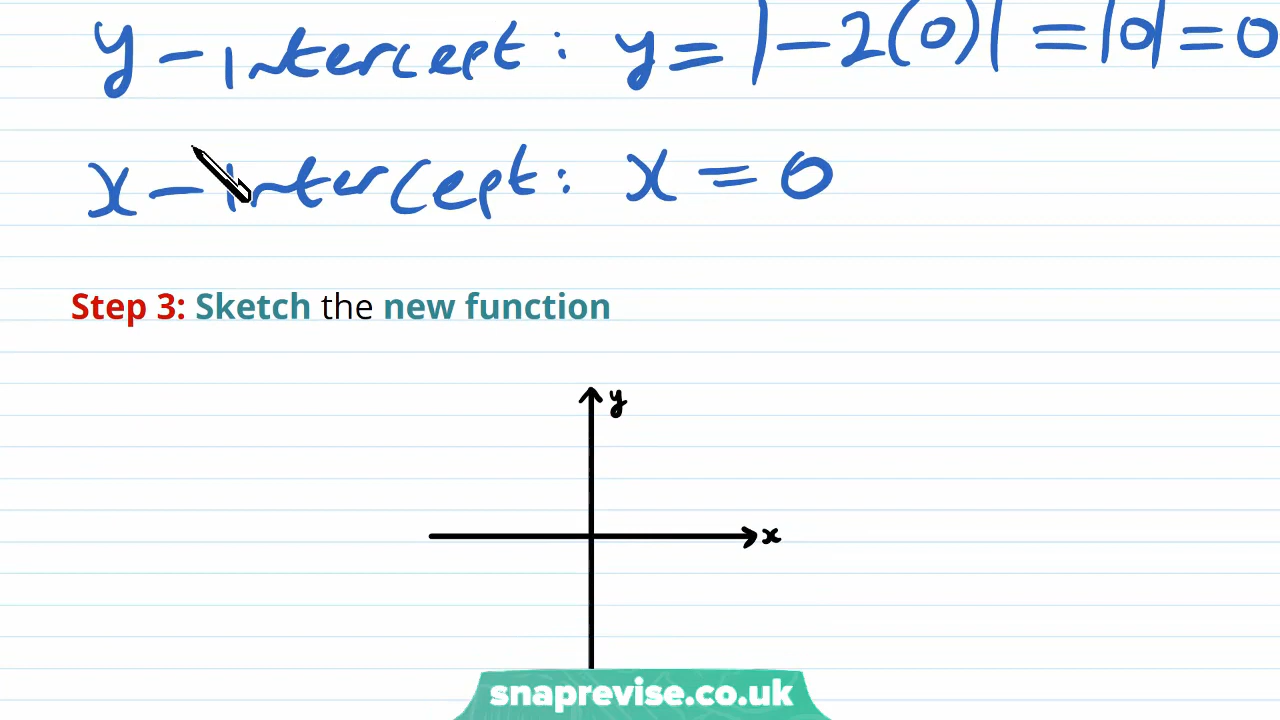 y-intercept: y=|-2(0)|=|0|=0
x-intercept: x=0
Step 3: Sketch the new function
y
x
snaprevise.co.uk